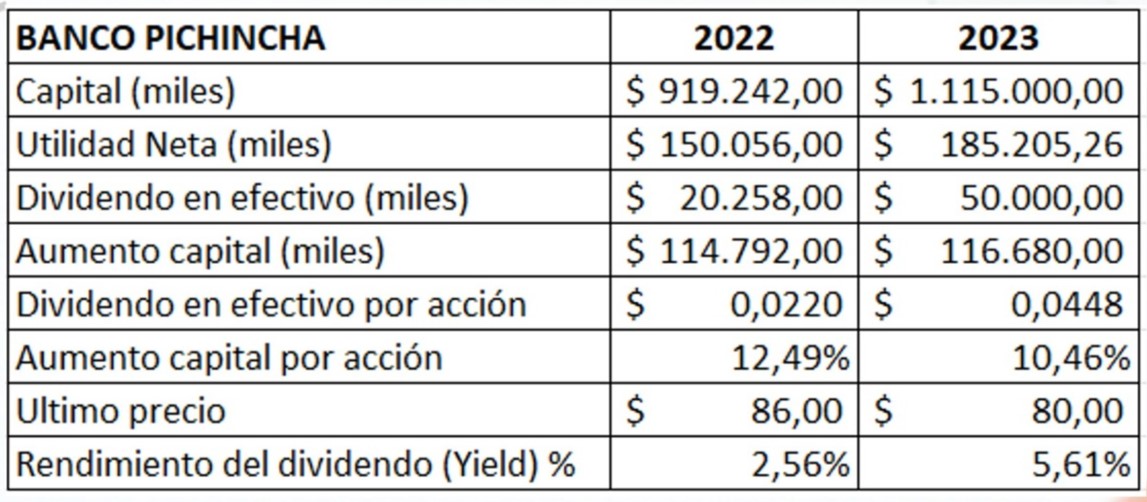 BANCO PICHINCHA 2022 2023
Capital (miles) $ 919.242,00 $ 1.115.000,00
Utilidad Neta (miles) $ 150.056,00 $ 185.205,26
Dividendo en efectivo (miles) $ 20.258,00 $ 50.000,00
Aumento capital (miles) $ 114.792,00 $ 116.680,00
Dividendo en efectivo por acción $ 0,0220 $ 0,0448
Aumento capital por acción 12,49% 10,46%
Ultimo precio $ 86,00 $ 80,00
Rendimiento del dividendo (Yield) % 2,56% 5,61%